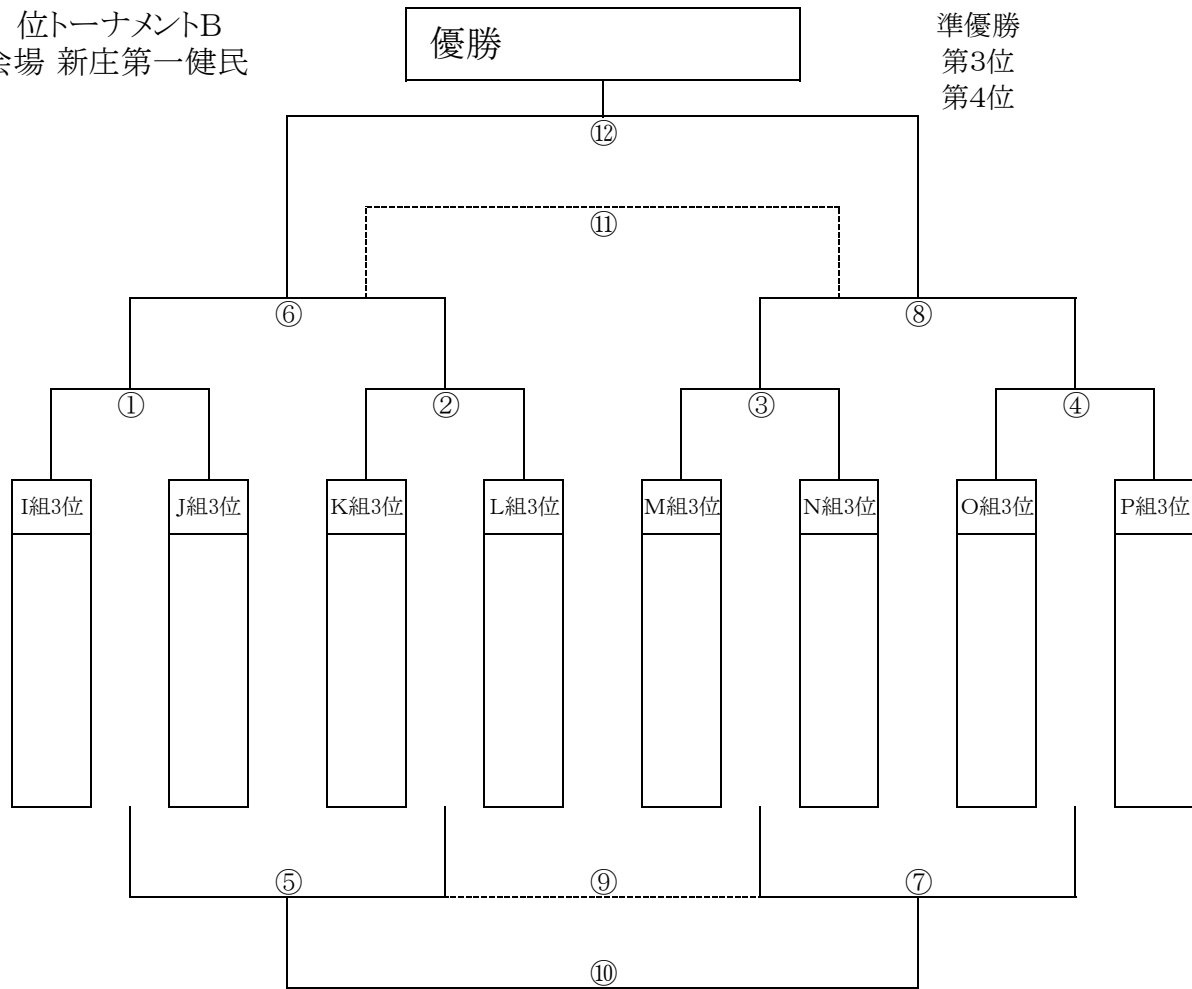 位トーナメントB
会場 新庄第一健民
優勝
準優勝
第3位
第4位
⑫
⑪
⑥
⑧
①
②
③
④
I組3位
J組3位
K組3位
L組3位
M組3位
N組3位
O組3位
P組3位
⑤
⑨
⑦
⑩